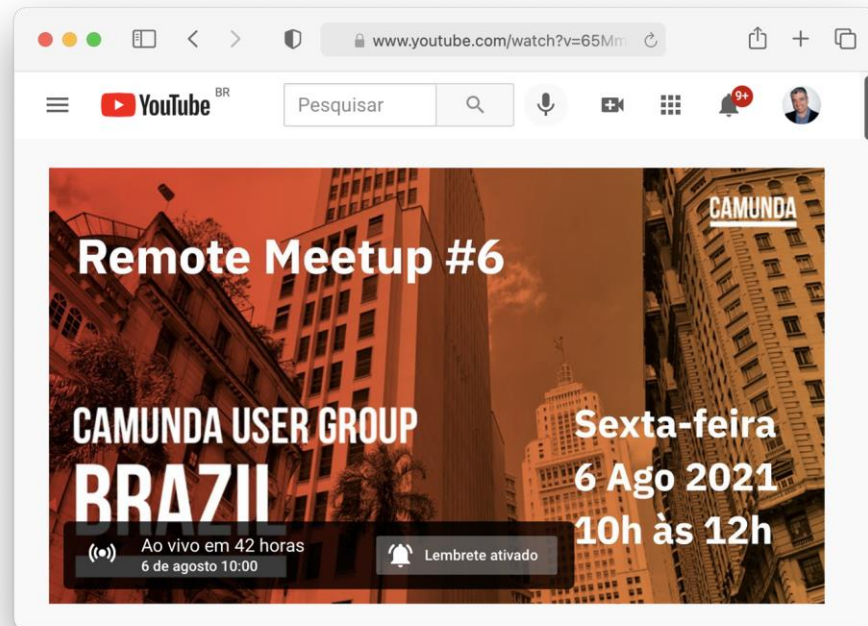 www.youtube.com/watch?v=65Mm
YouTube BR
Pesquisar
9+
CAMUNDA
Remote Meetup #6
CAMUNDA USER GROUP
BRAZIL
Sexta-feira
6 Ago 2021
10h às 12h
Ao vivo em 42 horas
6 de agosto 10:00
Lembrete ativado